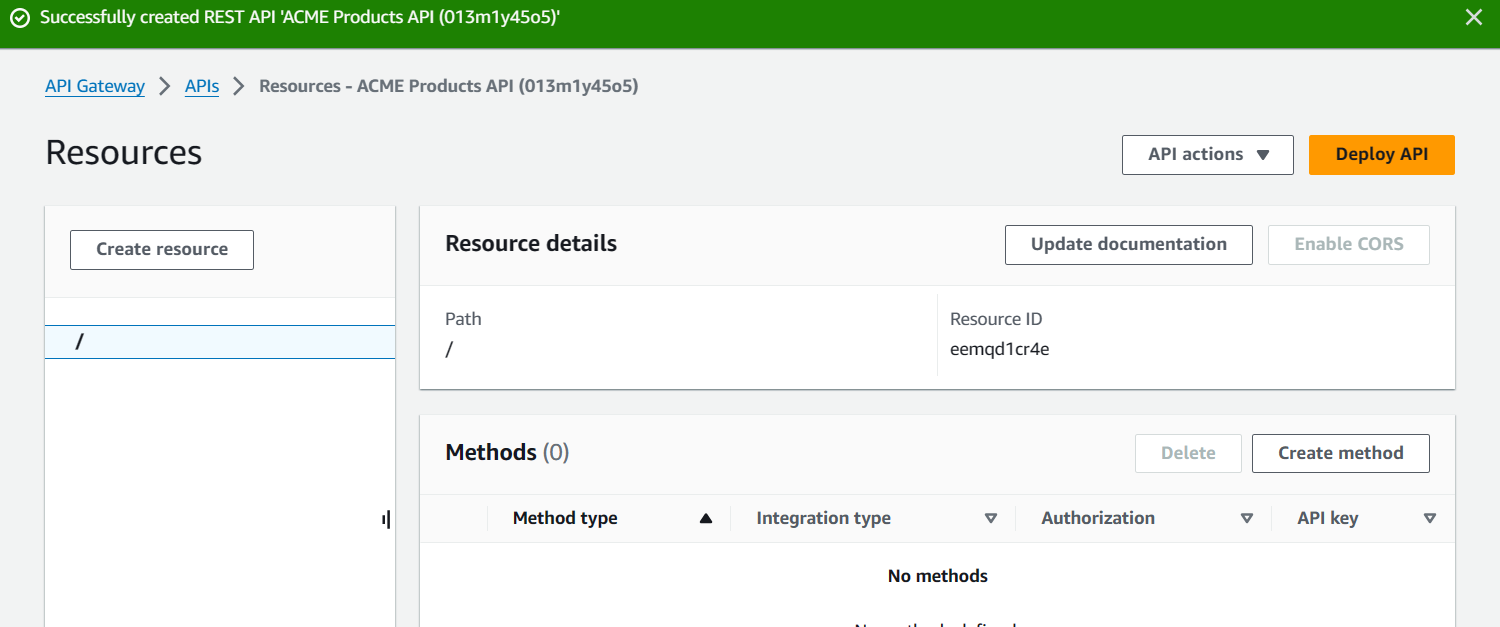 Successfully created REST API 'ACME Products API (013m1y45o5)'
API Gateway > APIs > Resources - ACME Products API (013m1y45o5)
Resources
API actions
Deploy API
Create resource
/
Resource details
Update documentation
Enable CORS
Path
/
Resource ID
eemqd1cr4e
Methods (0)
Delete
Create method
Method type
Integration type
Authorization
API key
No methods